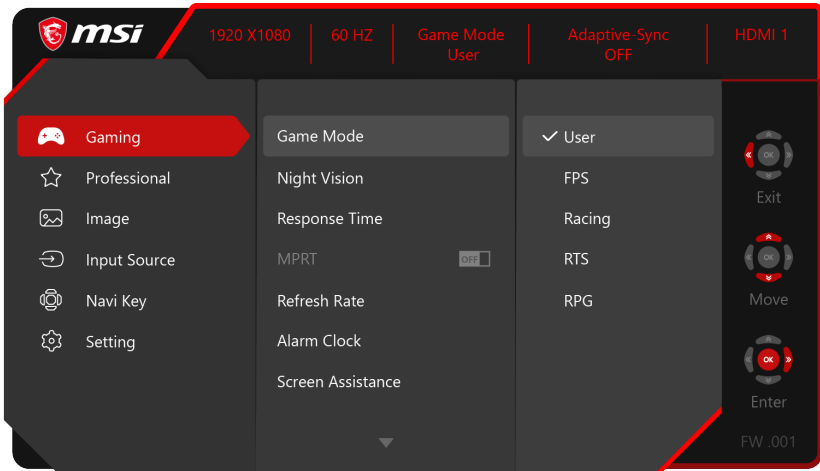 msi
1920 X1080
60 HZ
Game Mode
User
Adaptive-Sync
OFF
HDMI 1
Gaming
Professional
Image
Input Source
Navi Key
Setting
Game Mode
Night Vision
Response Time
MPRT OFF
Refresh Rate
Alarm Clock
Screen Assistance
User
FPS
Racing
RTS
RPG
OK
Exit
OK
Move
OK
Enter
FW .001